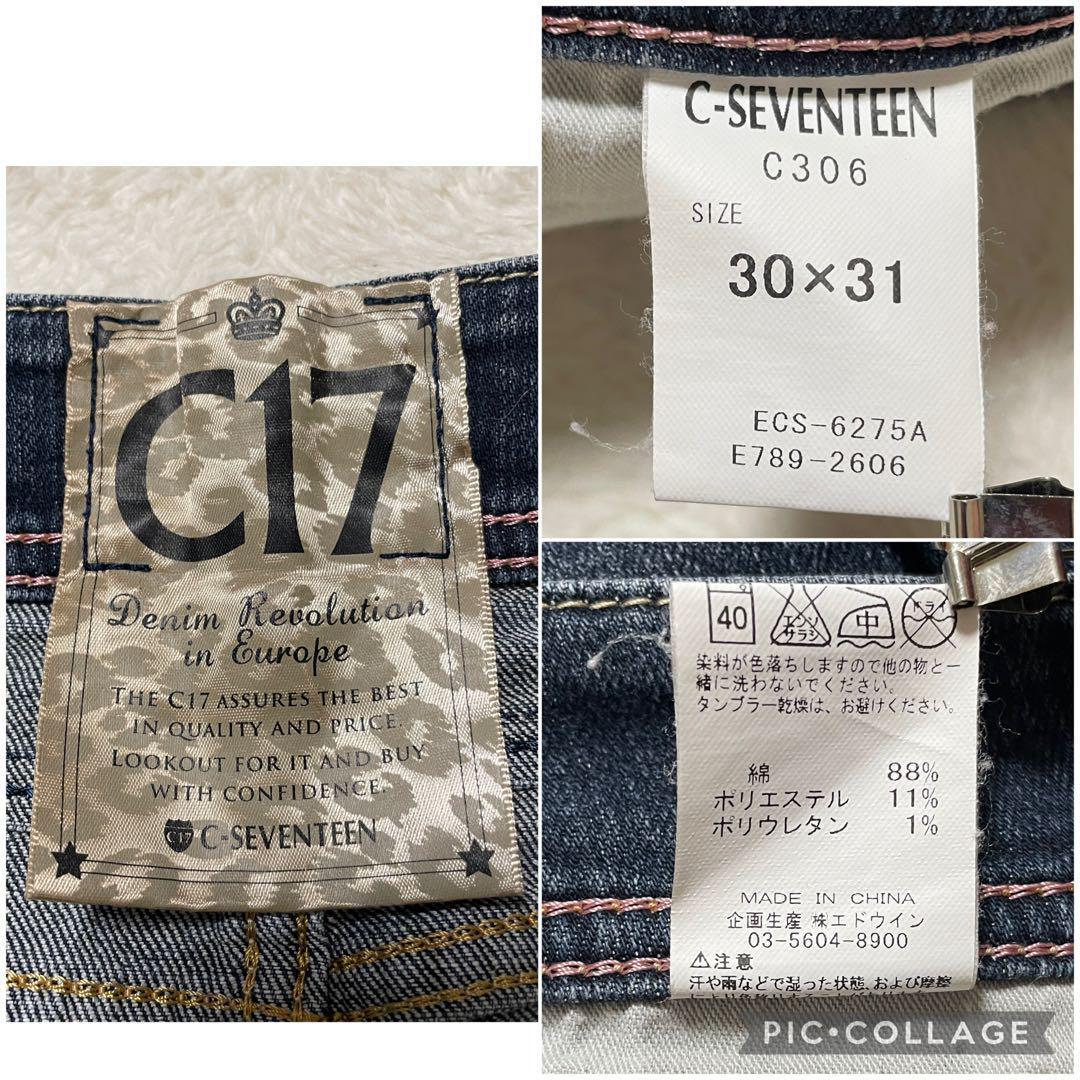 C17
Denim Revolution
in Europe
THE C17 ASSURES THE BEST
IN QUALITY AND PRICE.
LOOKOUT FOR IT AND BUY
WITH CONFIDENCE.
C17 C-SEVENTEEN
C-SEVENTEEN
C306
SIZE
30×31
ECS-6275A
E789-2606
40 エンソ サラシ 中 ドライ
染料が色落ちしますので他の物と一
緒に洗わないでください。
タンブラー乾燥は、お避けください。
綿 88%
ポリエステル 11%
ポリウレタン 1%
MADE IN CHINA
企画生産 ㈱エドウイン
03-5604-8900
⚠注意
汗や雨などで湿った状態、および摩擦
PIC•COLLAGE